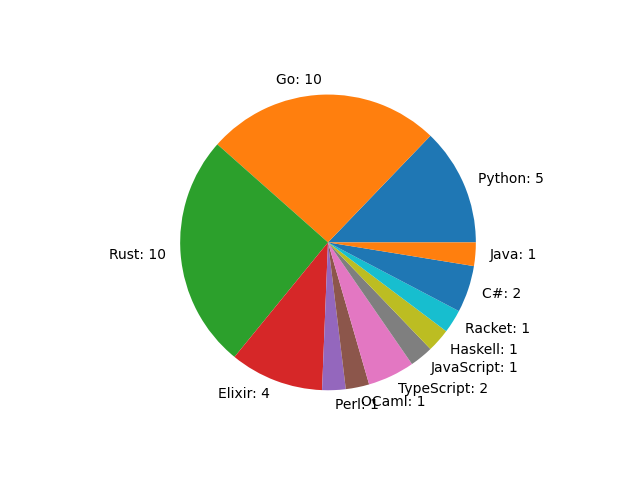 Go: 10
Python: 5
Rust: 10
Java: 1
C#: 2
Racket: 1
Haskell: 1
JavaScript: 1
TypeScript: 2
Elixir: 4
OCaml: 1
Perl: 1